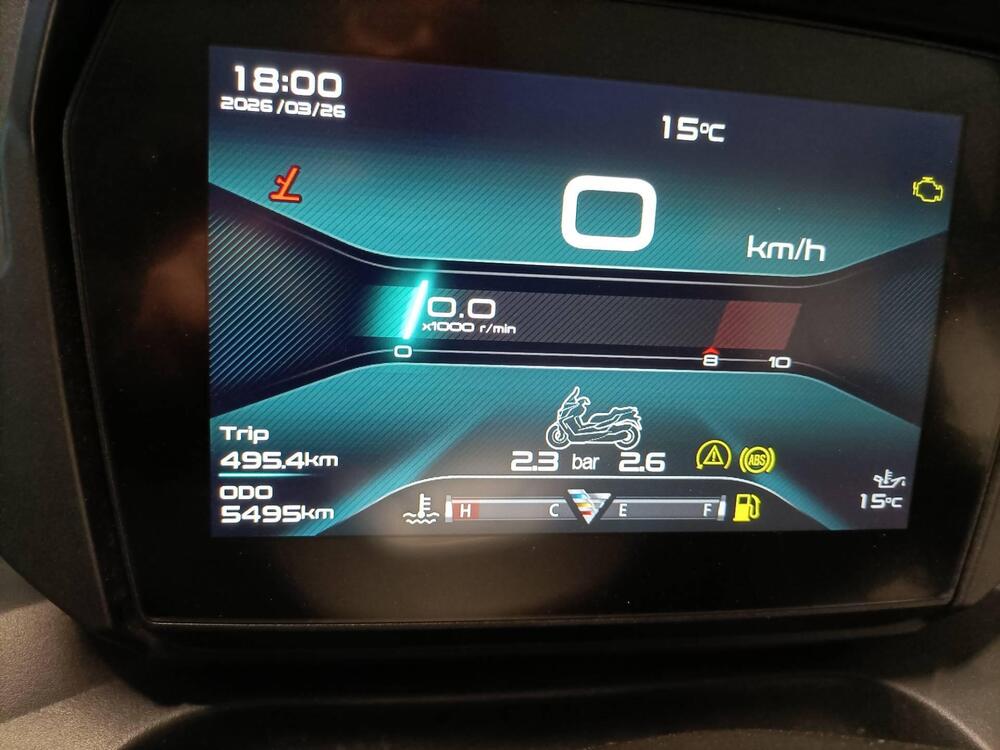 18:00
2026/03/26
15°C
0
km/h
0.0
x1000 r/min
0
8
10
Trip
495.4km
ODO
5495km
2.3 bar 2.6
ABS
H C E F
15°C